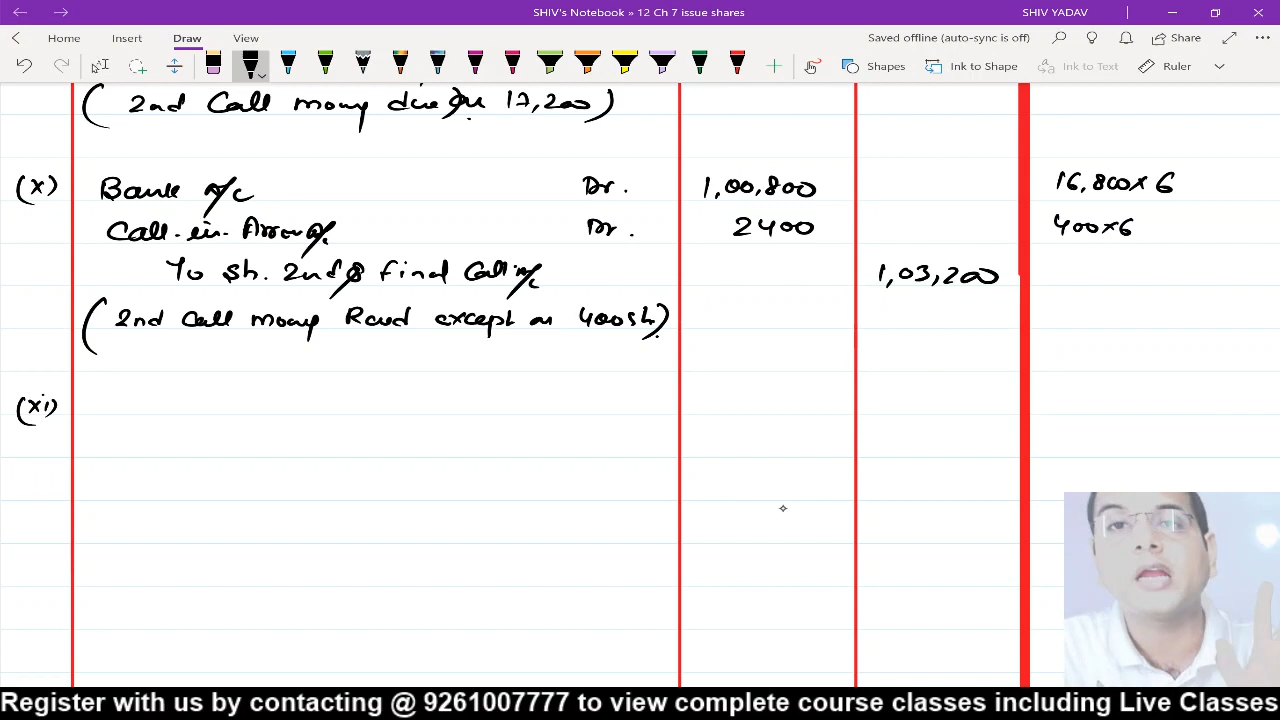 SHIV's Notebook » 12 Ch 7 issue shares
SHIV YADAV
Home Insert Draw View
Saved offline (auto-sync is off)
Share
Shapes Ink to Shape Ink to Text Ruler
( 2nd Call money due on 17,200 )
(X) Bank A/c Dr. 1,00,800 16,800 × 6
Call-in-Arrear A/c Dr. 2400 400 × 6
To Sh. 2nd & final Call A/c 1,03,200
( 2nd Call money Recvd except on 400 sh )
(Xi)
Register with us by contacting @ 9261007777 to view complete course classes including Live Classes